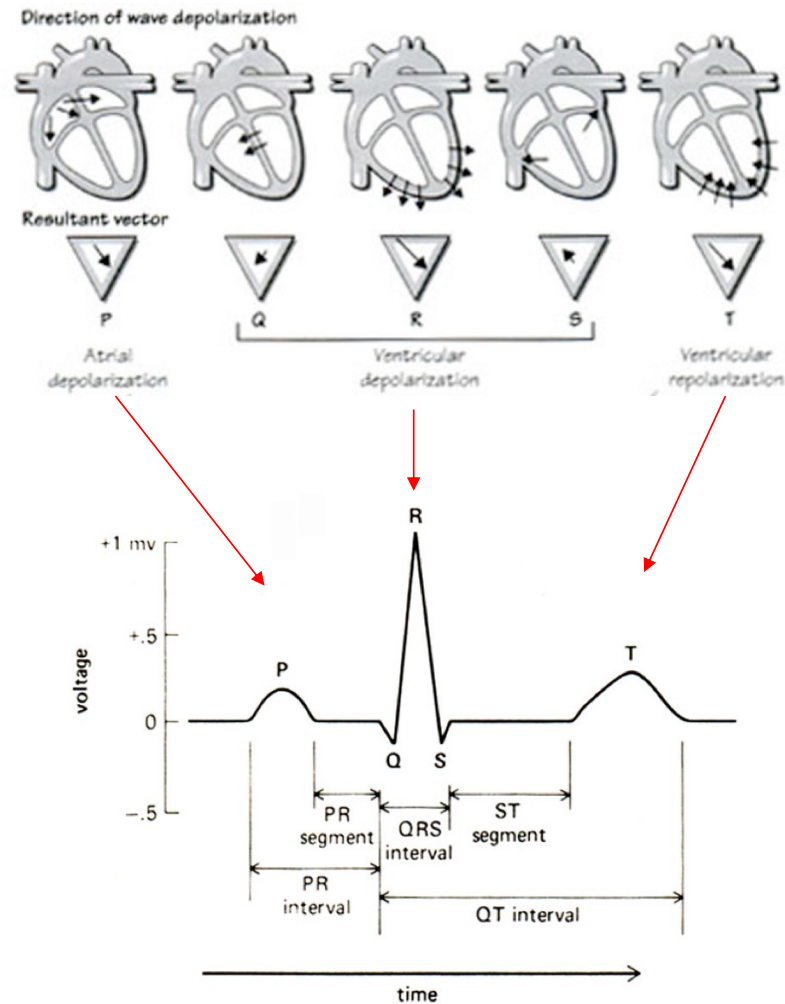 Direction of wave depolarization
Resultant vector
P Q R S T
Atrial Ventricular Ventricular
depolarization depolarization repolarization
R
+1 mv
+.5
T
P
voltage
0
Q S
-.5
PR QRS ST
segment interval segment
PR
interval QT interval
time